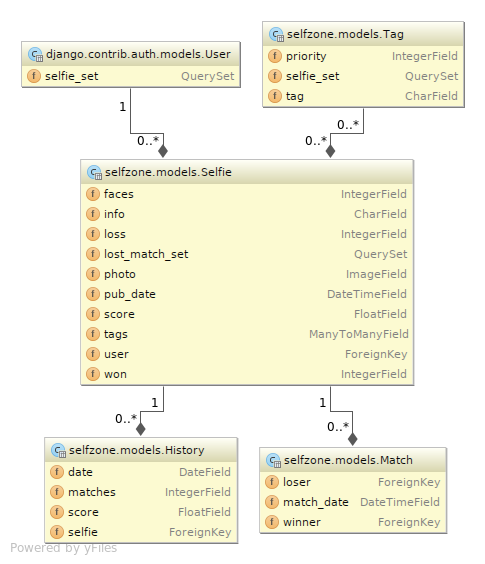 django.contrib.auth.models.User
selfie_set QuerySet
selfzone.models.Tag
priority IntegerField
selfie_set QuerySet
tag CharField
1
0..*
0..*
0..*
selfzone.models.Selfie
faces IntegerField
info CharField
loss IntegerField
lost_match_set QuerySet
photo ImageField
pub_date DateTimeField
score FloatField
tags ManyToManyField
user ForeignKey
won IntegerField
1
0..*
1
0..*
selfzone.models.History
date DateField
matches IntegerField
score FloatField
selfie ForeignKey
selfzone.models.Match
loser ForeignKey
match_date DateTimeField
winner ForeignKey
Powered by yFiles